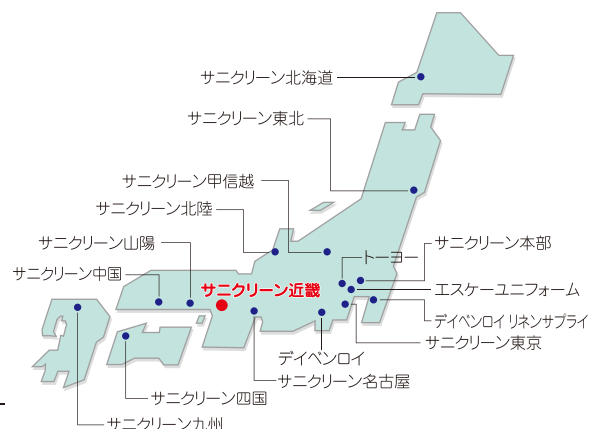 サニクリーン北海道
サニクリーン東北
サニクリーン甲信越
サニクリーン北陸
サニクリーン山陽
サニクリーン中国
サニクリーン近畿
トーヨー
サニクリーン本部
エスケーユニフォーム
デイベンロイ リネンサプライ
サニクリーン東京
デイベンロイ
サニクリーン名古屋
サニクリーン四国
サニクリーン九州